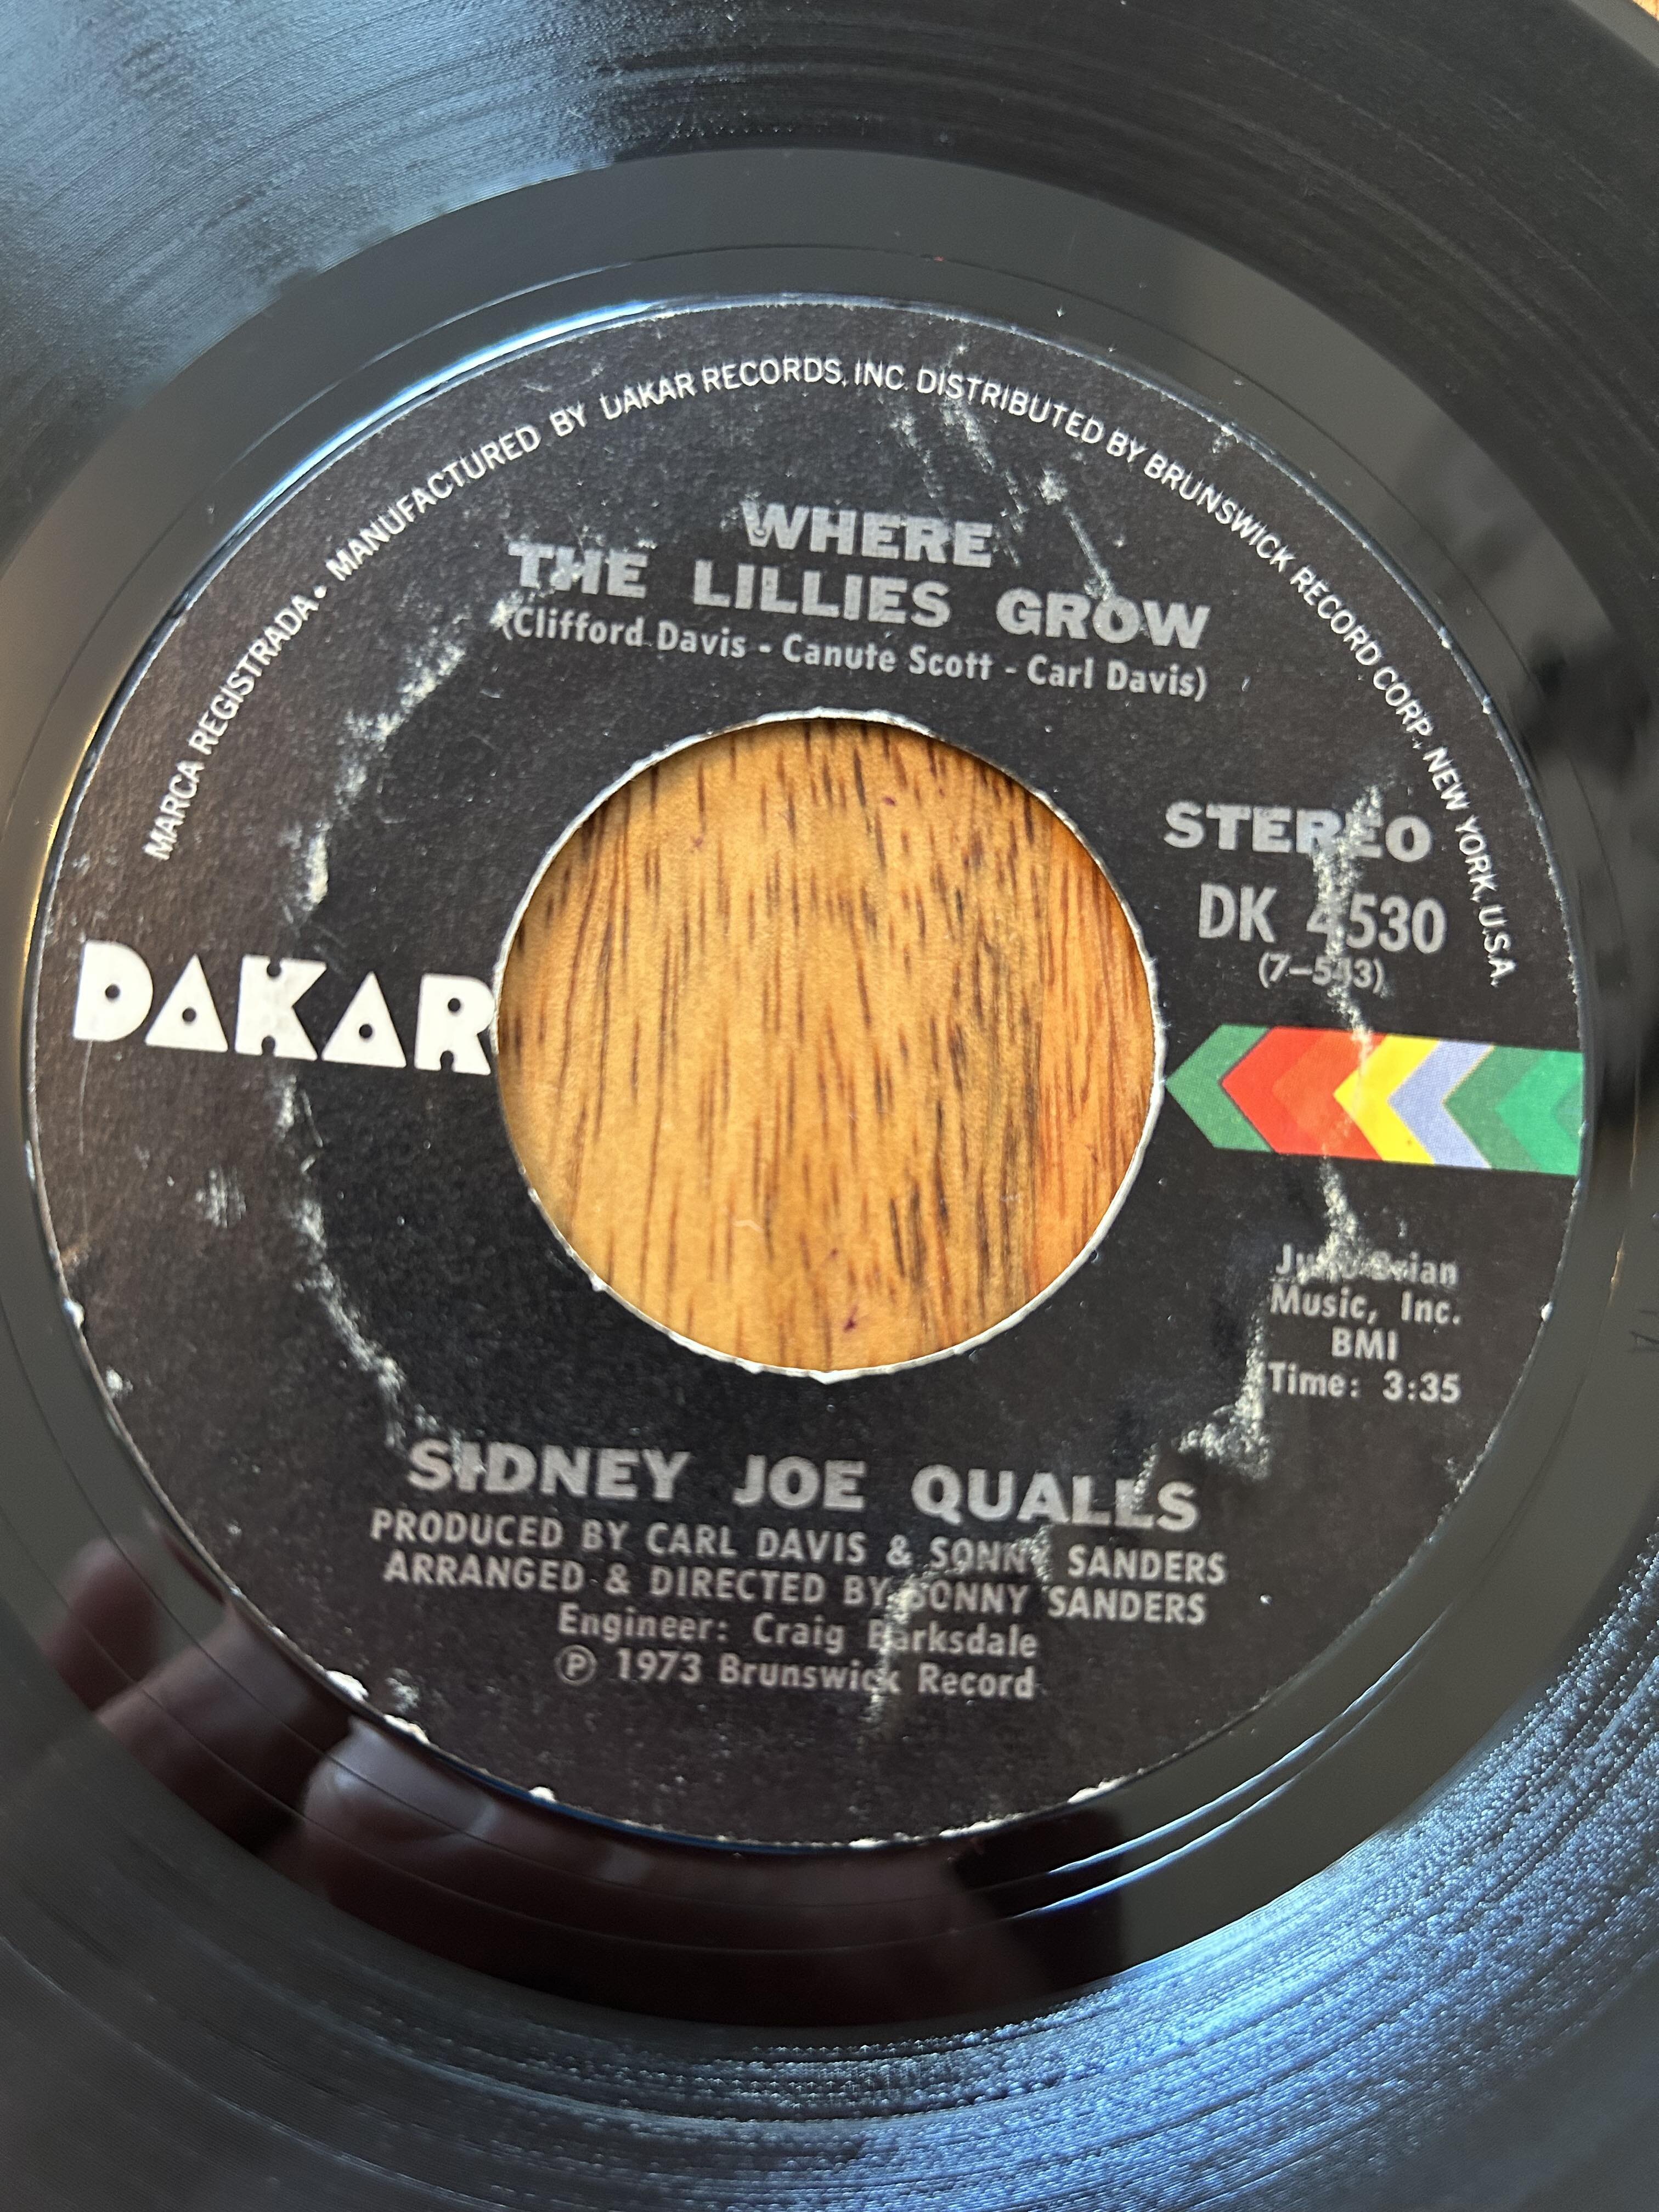 MARCA REGISTRADA • MANUFACTURED BY DAKAR RECORDS, INC. DISTRIBUTED BY BRUNSWICK RECORD CORP., NEW YORK, U.S.A.
WHERE
THE LILLIES GROW
(Clifford Davis - Canute Scott - Carl Davis)
STEREO
DK 4530
DAKAR
Music, Inc.
BMI
Time: 3:35
SIDNEY JOE QUALLS
PRODUCED BY CARL DAVIS & SONNY SANDERS
ARRANGED & DIRECTED BY SONNY SANDERS
Engineer: Craig Barksdale
℗ 1973 Brunswick Record